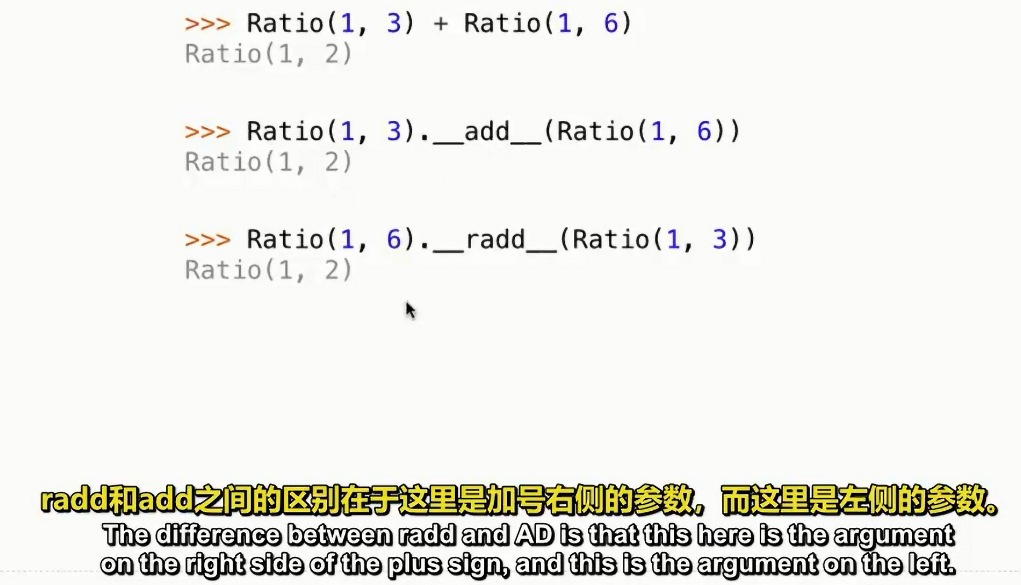 >>> Ratio(1, 3) + Ratio(1, 6)
Ratio(1, 2)
>>> Ratio(1, 3).__add__(Ratio(1, 6))
Ratio(1, 2)
>>> Ratio(1, 6).__radd__(Ratio(1, 3))
Ratio(1, 2)
radd和add之间的区别在于这里是加号右侧的参数，而这里是左侧的参数。
The difference between radd and AD is that this here is the argument
on the right side of the plus sign, and this is the argument on the left.